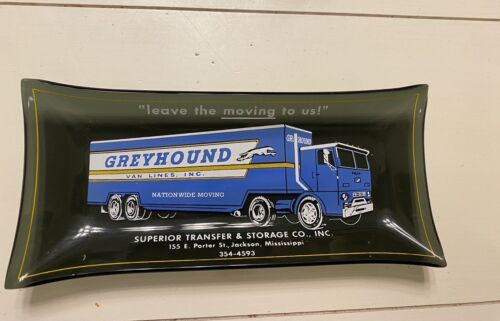 "leave the moving to us!"
GREYHOUND
VAN LINES, INC.
NATIONWIDE MOVING
SUPERIOR TRANSFER & STORAGE CO., INC.
155 E. Porter St., Jackson, Mississippi
354-4593